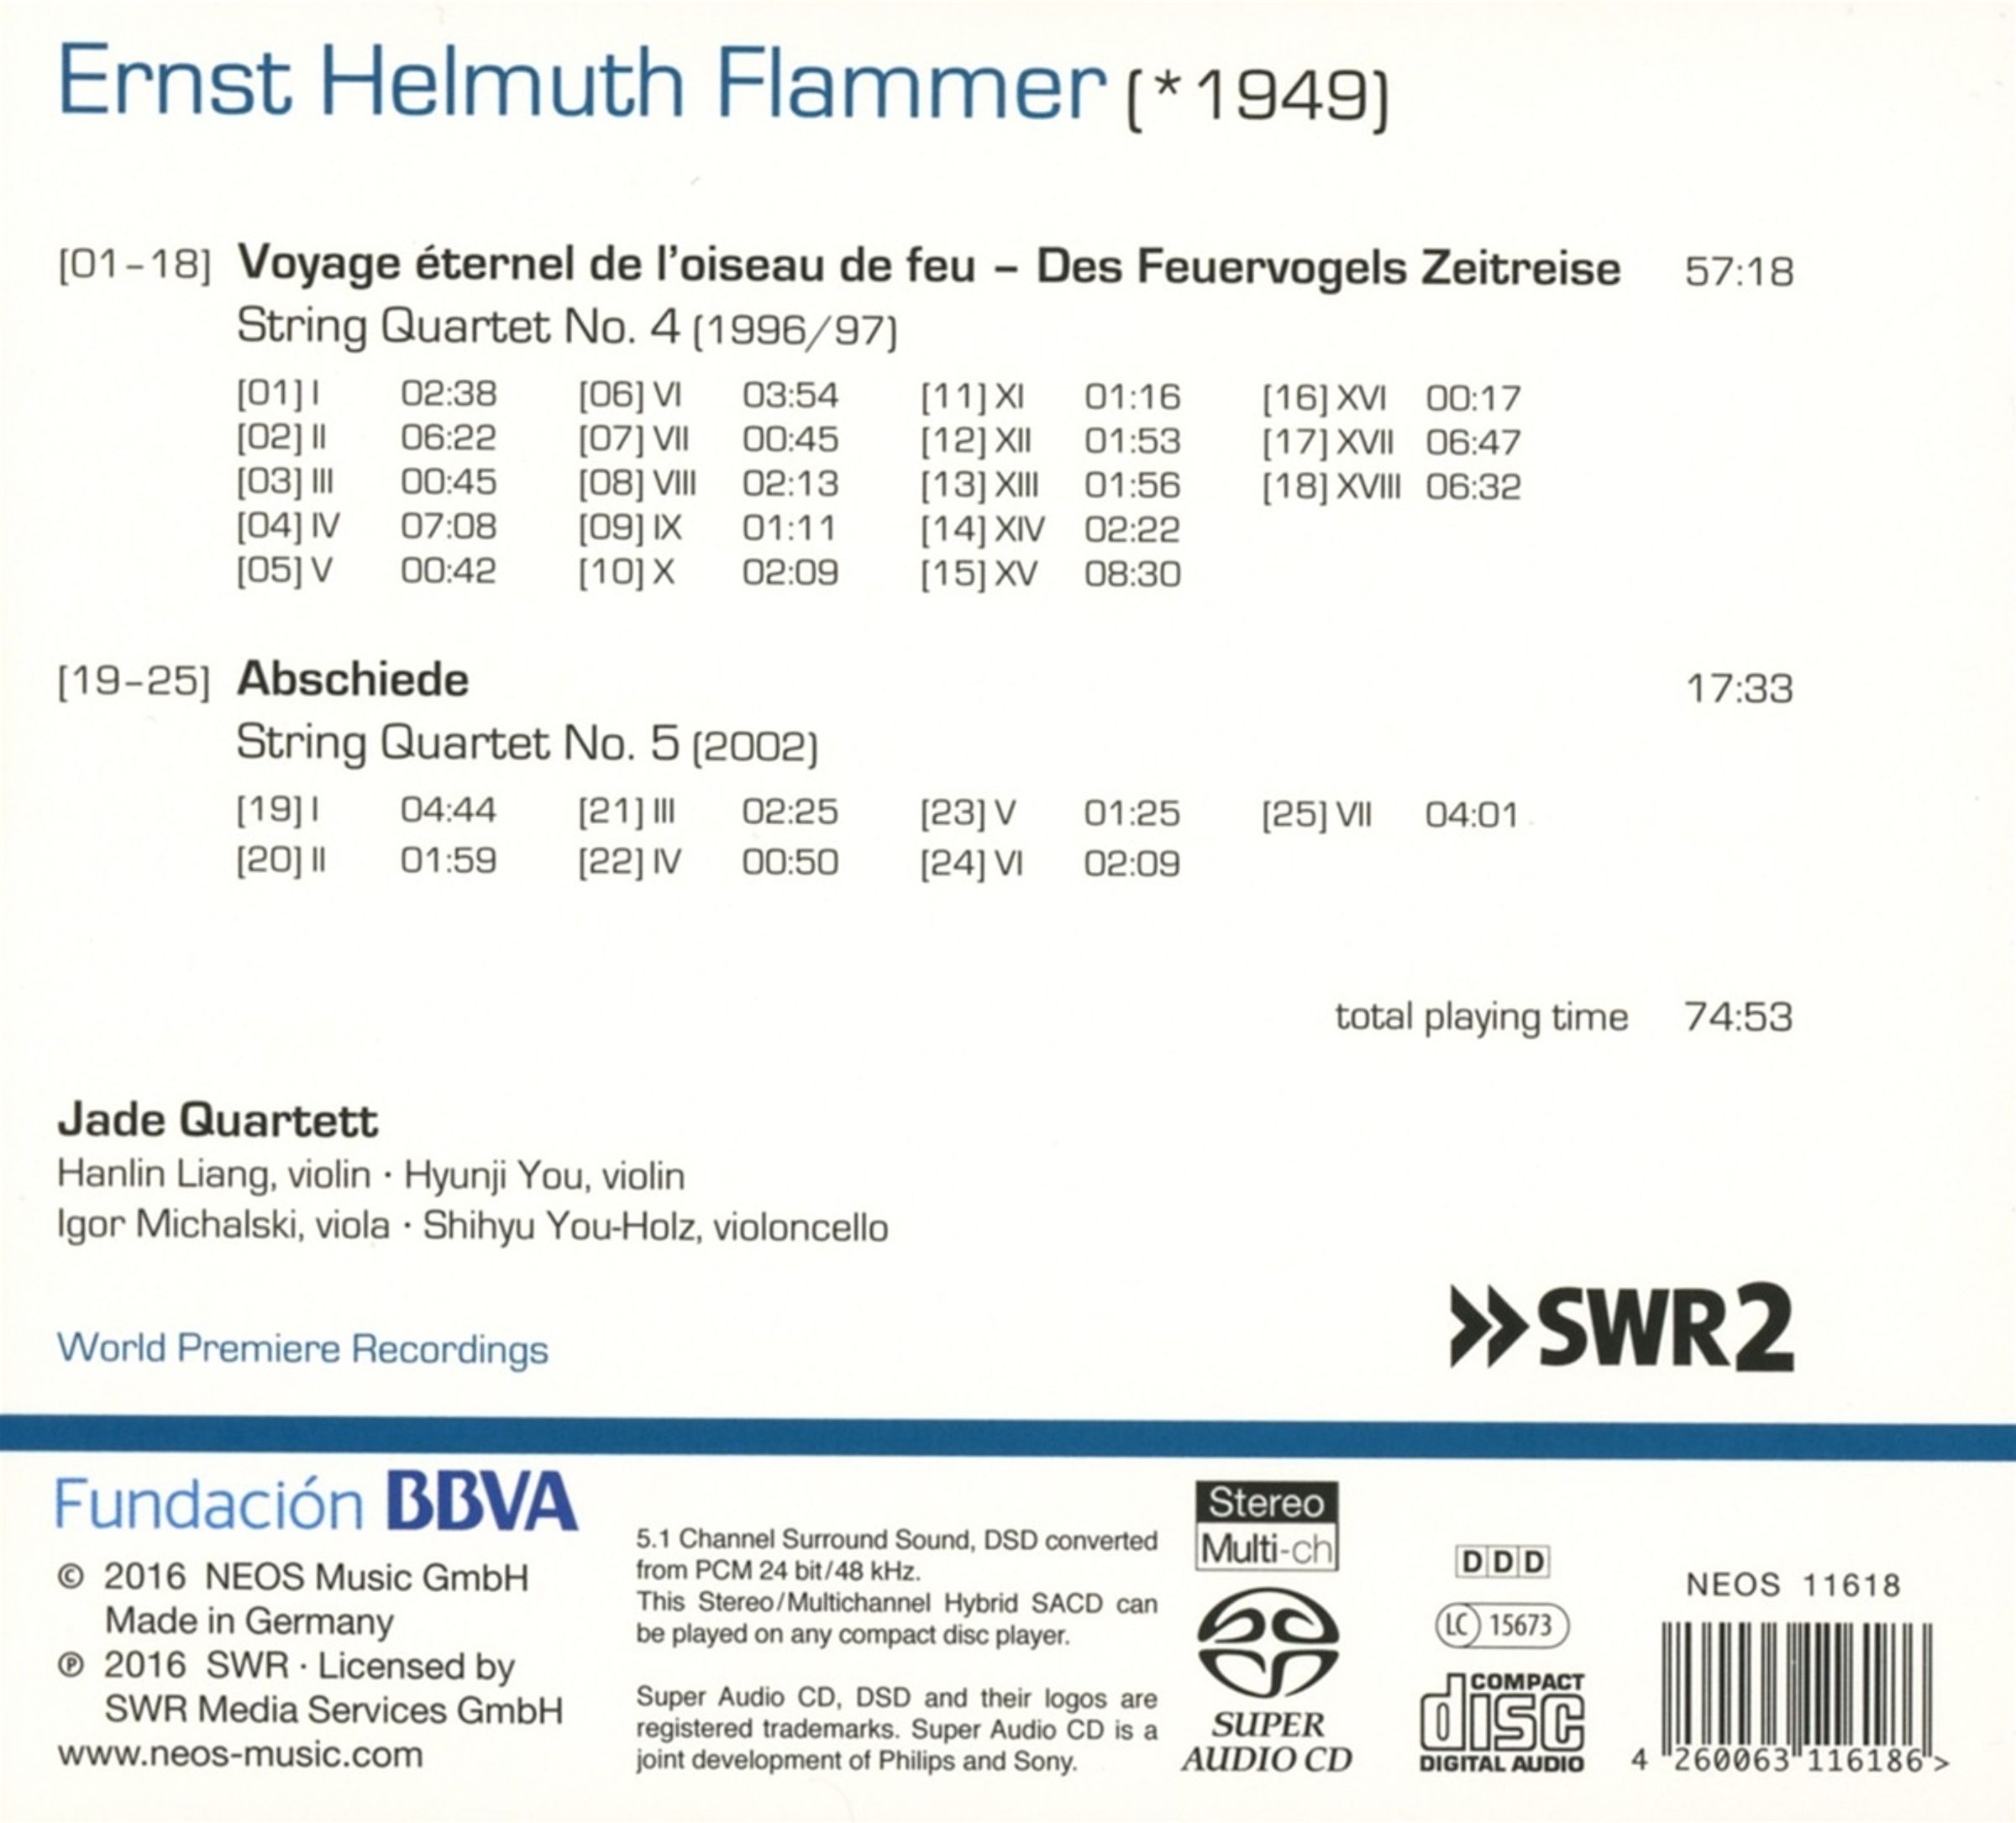 Ernst Helmuth Flammer (*1949)
[01–18] Voyage éternel de l'oiseau de feu – Des Feuervogels Zeitreise 57:18
String Quartet No. 4 (1996/97)
[01] I 02:38 [06] VI 03:54 [11] XI 01:16 [16] XVI 00:17
[02] II 06:22 [07] VII 00:45 [12] XII 01:53 [17] XVII 06:47
[03] III 00:45 [08] VIII 02:13 [13] XIII 01:56 [18] XVIII 06:32
[04] IV 07:08 [09] IX 01:11 [14] XIV 02:22
[05] V 00:42 [10] X 02:09 [15] XV 08:30
[19–25] Abschiede 17:33
String Quartet No. 5 (2002)
[19] I 04:44 [21] III 02:25 [23] V 01:25 [25] VII 04:01
[20] II 01:59 [22] IV 00:50 [24] VI 02:09
total playing time 74:53
Jade Quartett
Hanlin Liang, violin · Hyunji You, violin
Igor Michalski, viola · Shihyu You-Holz, violoncello
World Premiere Recordings
SWR2
Fundación BBVA
© 2016 NEOS Music GmbH
Made in Germany
℗ 2016 SWR · Licensed by
SWR Media Services GmbH
www.neos-music.com
5.1 Channel Surround Sound, DSD converted
from PCM 24 bit/48 kHz.
This Stereo/Multichannel Hybrid SACD can
be played on any compact disc player.
Super Audio CD, DSD and their logos are
registered trademarks. Super Audio CD is a
joint development of Philips and Sony.
Stereo
Multi-ch
SUPER
AUDIO CD
DDD
LC 15673
COMPACT
disc
DIGITAL AUDIO
NEOS 11618
4 260063 116186 >